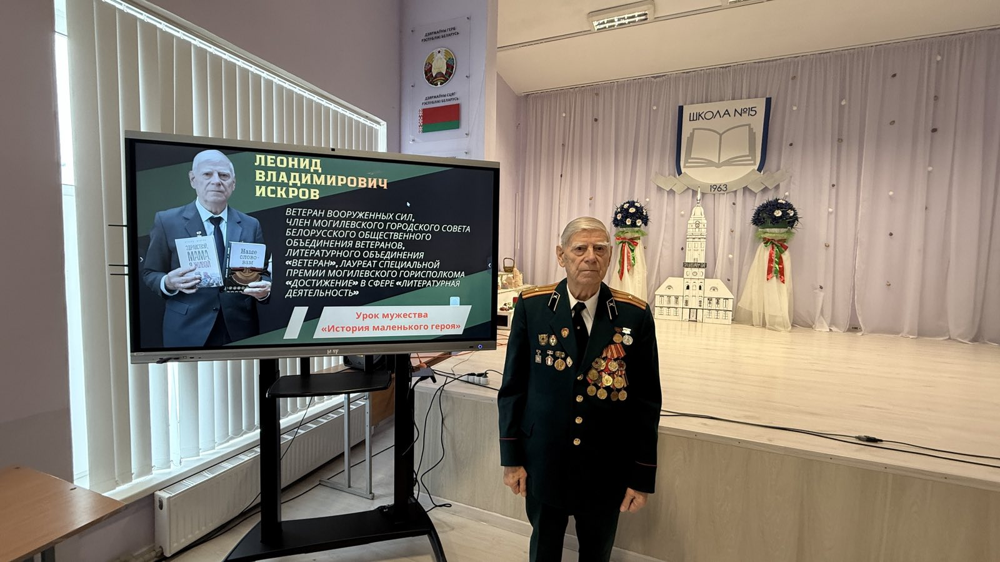 ДЗЯРЖАЎНЫ ГЕРБ
РЭСПУБЛІКІ БЕЛАРУСЬ
ДЗЯРЖАЎНЫ СЦЯГ
РЭСПУБЛІКІ БЕЛАРУСЬ
ЛЕОНИД
ВЛАДИМИРОВИЧ
ИСКРОВ
ВЕТЕРАН ВООРУЖЕННЫХ СИЛ,
ЧЛЕН МОГИЛЕВСКОГО ГОРОДСКОГО СОВЕТА
БЕЛОРУССКОГО ОБЩЕСТВЕННОГО
ОБЪЕДИНЕНИЯ ВЕТЕРАНОВ,
ЛИТЕРАТУРНОГО ОБЪЕДИНЕНИЯ
«ВЕТЕРАН», ЛАУРЕАТ СПЕЦИАЛЬНОЙ
ПРЕМИИ МОГИЛЕВСКОГО ГОРИСПОЛКОМА
«ДОСТИЖЕНИЕ» В СФЕРЕ «ЛИТЕРАТУРНАЯ
ДЕЯТЕЛЬНОСТЬ»
ЗДРАВСТВУЙ,
МАМА,
Я ЖИВОЙ
Наше
слово-
вам
Урок мужества
«История маленького героя»
ШКОЛА №15
1963